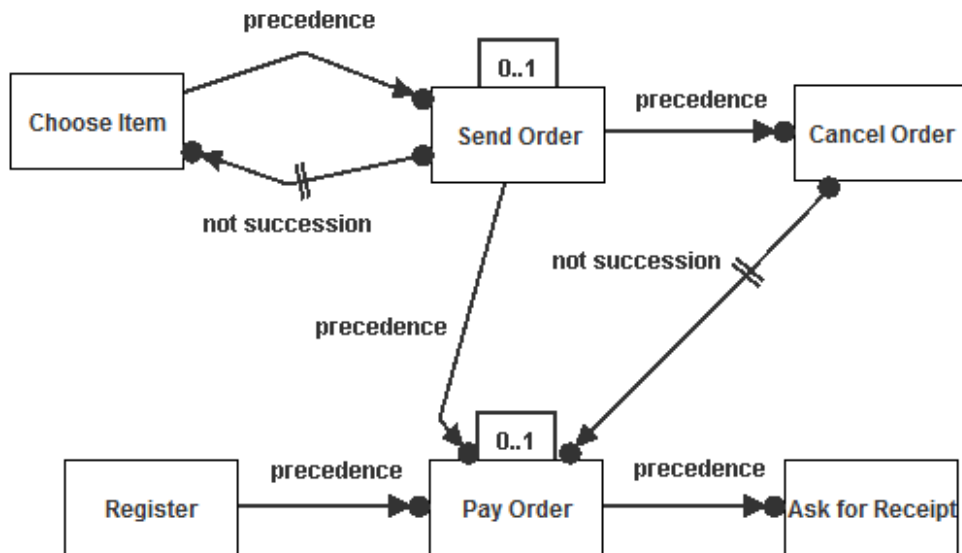 precedence
0..1
Choose Item
Send Order
precedence
Cancel Order
not succession
not succession
precedence
0..1
Register
precedence
Pay Order
precedence
Ask for Receipt